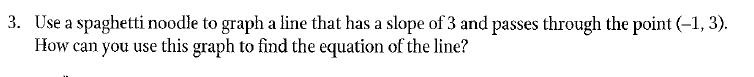 3. Use a spaghetti noodle to graph a line that has a slope of 3 and passes through the point (–1, 3).
How can you use this graph to find the equation of the line?